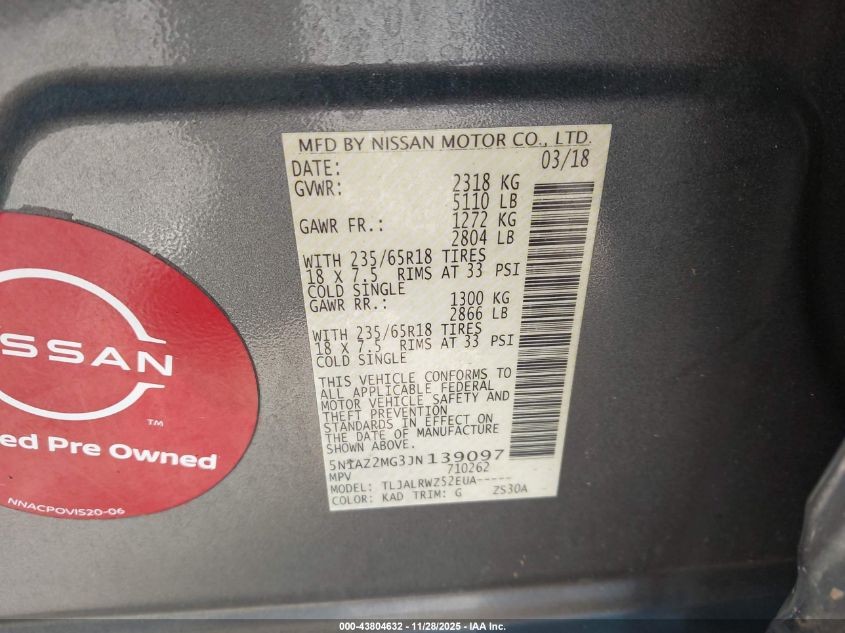 MFD BY NISSAN MOTOR CO., LTD.
DATE: 03/18
GVWR: 2318 KG
5110 LB
GAWR FR.: 1272 KG
2804 LB
WITH 235/65R18 TIRES
18 X 7.5 RIMS AT 33 PSI
COLD SINGLE
GAWR RR.: 1300 KG
2866 LB
WITH 235/65R18 TIRES
18 X 7.5 RIMS AT 33 PSI
COLD SINGLE
THIS VEHICLE CONFORMS TO
ALL APPLICABLE FEDERAL
MOTOR VEHICLE SAFETY AND
THEFT PREVENTION
STANDARDS IN EFFECT ON
THE DATE OF MANUFACTURE
SHOWN ABOVE.
5N1AZ2MG3JN139097
MPV 710262
MODEL: TLJALRWZ52EUA-----
COLOR: KAD TRIM: G ZS30A
SSAN
TM
ed Pre Owned
NNACPOVIS20-06
000-43804632 - 11/28/2025 - IAA Inc.